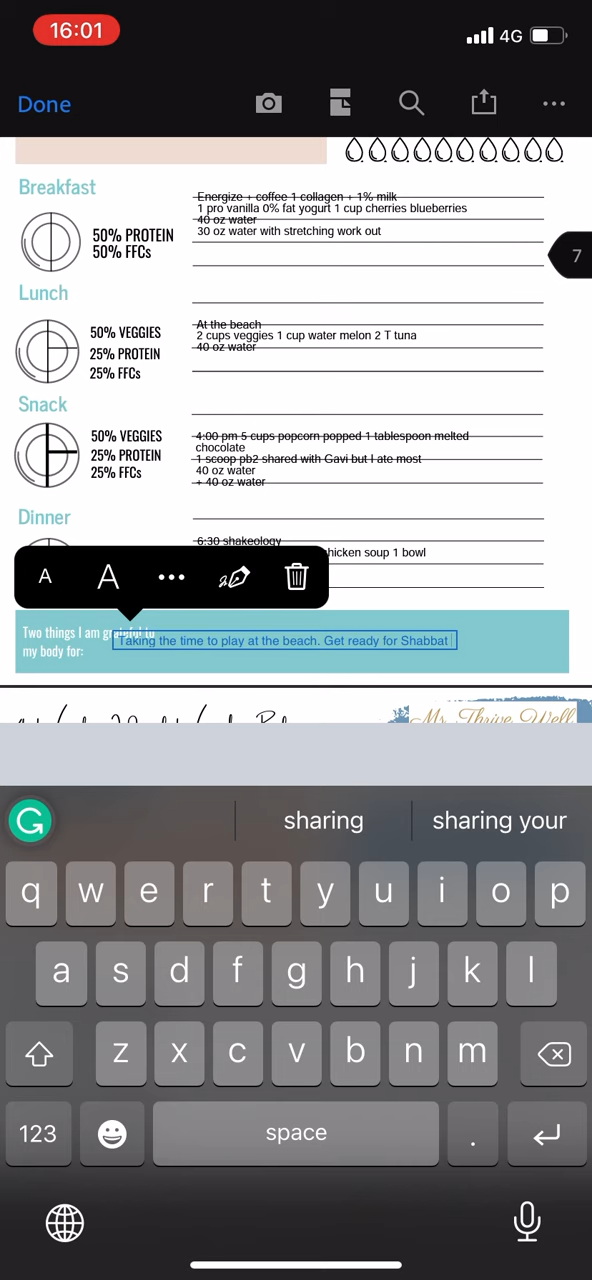 16:01
4G
Done
7
Breakfast
Energize + coffee 1 collagen + 1% milk
1 pro vanilla 0% fat yogurt 1 cup cherries blueberries
40 oz water
30 oz water with stretching work out
50% PROTEIN
50% FFCs
Lunch
At the beach
2 cups veggies 1 cup water melon 2 T tuna
40 oz water
50% VEGGIES
25% PROTEIN
25% FFCs
Snack
4:00 pm 5 cups popcorn popped 1 tablespoon melted
chocolate
1 scoop pb2 shared with Gavi but I ate most
40 oz water
+ 40 oz water
50% VEGGIES
25% PROTEIN
25% FFCs
Dinner
6:30 shakeology
chicken soup 1 bowl
A A
Two things I am grateful to
my body for:
Taking the time to play at the beach. Get ready for Shabbat
Thrive Well
sharing sharing your
q w e r t y u i o p
a s d f g h j k l
z x c v b n m
123 space .